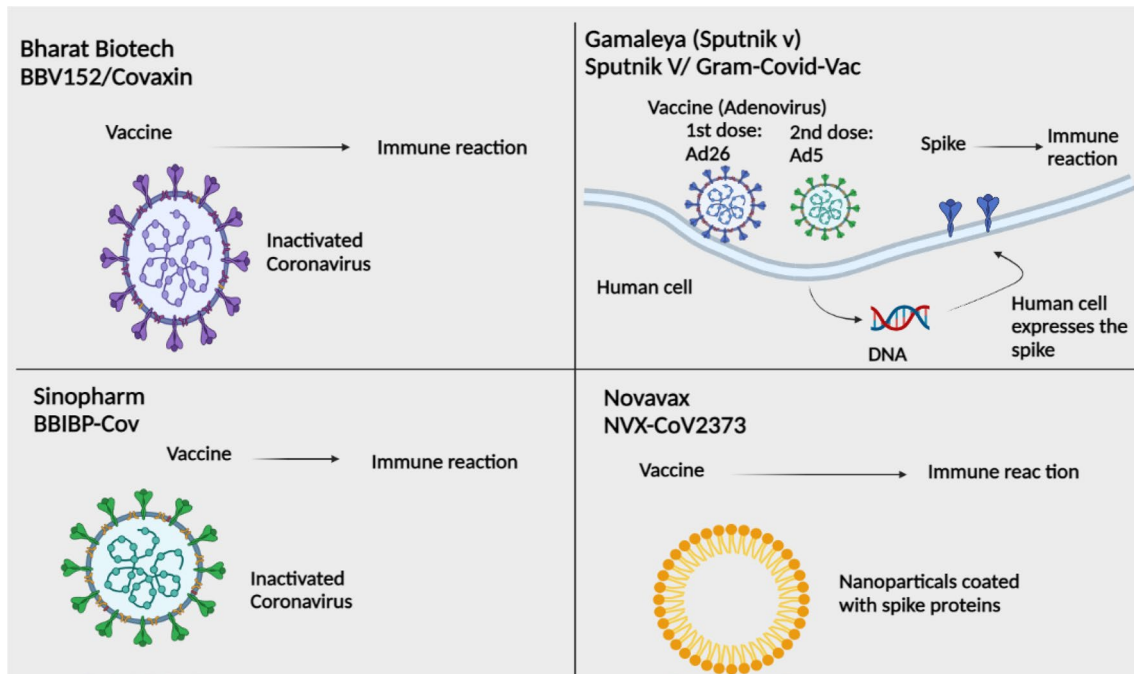 Bharat Biotech
BBV152/Covaxin
Vaccine
Immune reaction
Inactivated
Coronavirus
Gamaleya (Sputnik v)
Sputnik V/ Gram-Covid-Vac
Vaccine (Adenovirus)
1st dose:
Ad26
2nd dose:
Ad5
Spike
Immune
reaction
Human cell
DNA
Human cell
expresses the
spike
Sinopharm
BBIBP-Cov
Vaccine
Immune reaction
Inactivated
Coronavirus
Novavax
NVX-CoV2373
Vaccine
Immune reac tion
Nanoparticals coated
with spike proteins